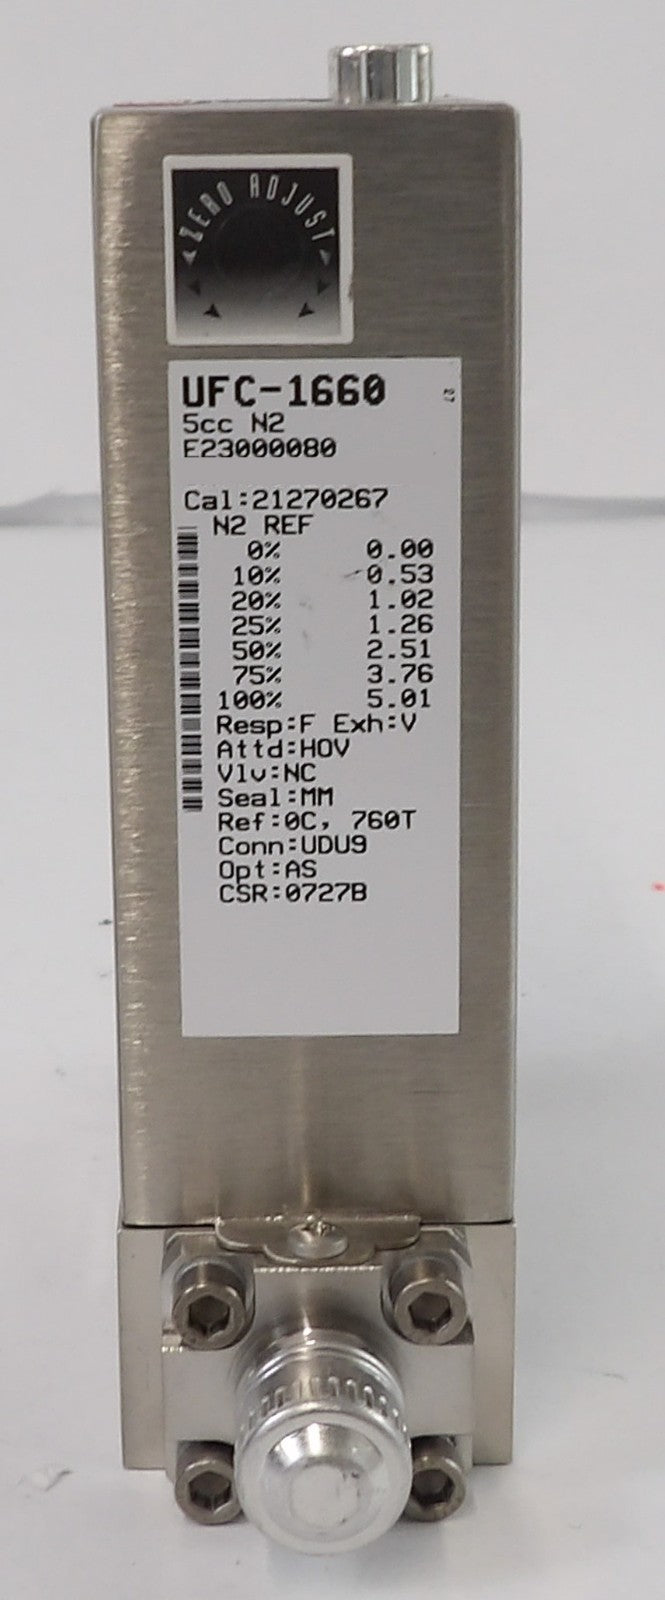 ZERO ADJUST
UFC-1660
27
5cc N2
E23000080
Cal:21270267
N2 REF
0% 0.00
10% 0.53
20% 1.02
25% 1.26
50% 2.51
75% 3.76
100% 5.01
Resp:F Exh:V
Attd:HOV
Vlv:NC
Seal:MM
Ref:0C, 760T
Conn:UDU9
Opt:AS
CSR:0727B